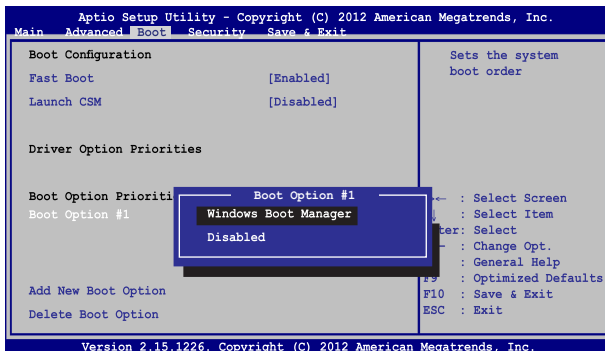 Aptio Setup Utility - Copyright (C) 2012 American Megatrends, Inc.
Main Advanced Boot Security Save & Exit
Boot Configuration
Fast Boot [Enabled]
Launch CSM [Disabled]
Driver Option Priorities
Boot Option Prioriti
Boot Option #1
Boot Option #1
Windows Boot Manager
Disabled
Add New Boot Option
Delete Boot Option
Sets the system
boot order
→← : Select Screen
: Select Item
ter: Select
— : Change Opt.
: General Help
F9 : Optimized Defaults
F10 : Save & Exit
ESC : Exit
Version 2.15.1226. Copyright (C) 2012 American Megatrends, Inc.